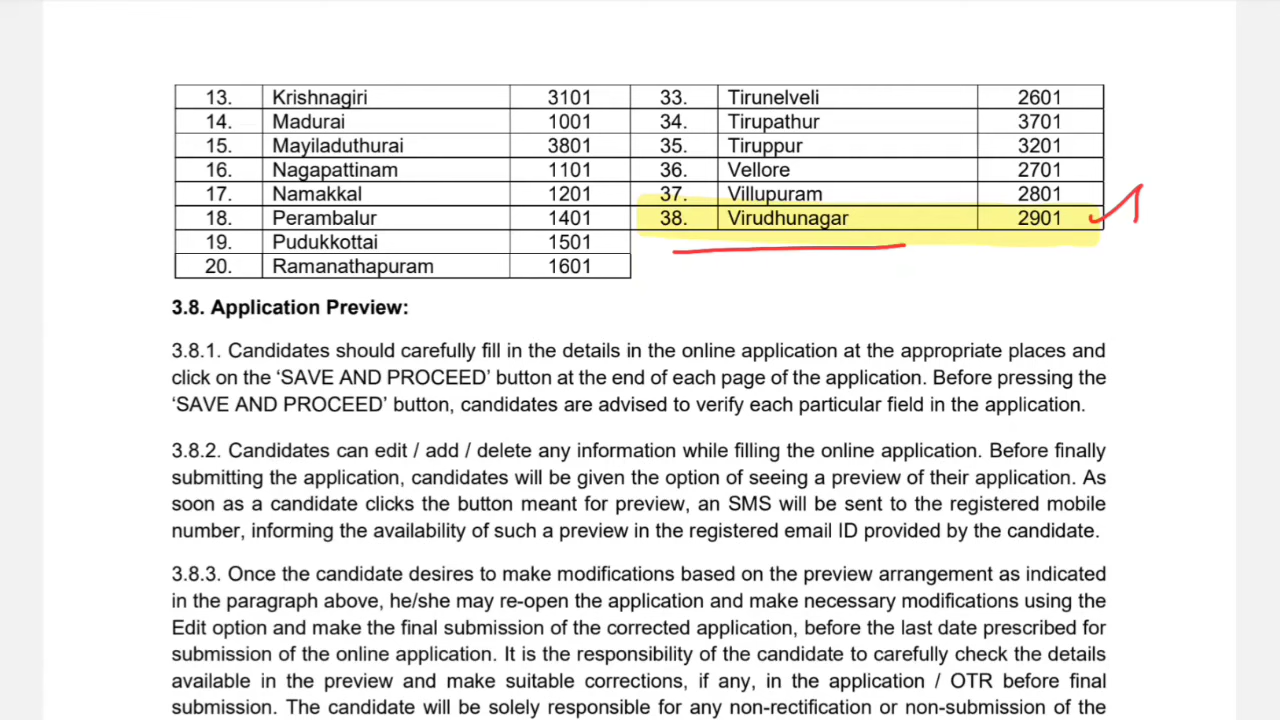 13. Krishnagiri 3101 33. Tirunelveli 2601
14. Madurai 1001 34. Tirupathur 3701
15. Mayiladuthurai 3801 35. Tiruppur 3201
16. Nagapattinam 1101 36. Vellore 2701
17. Namakkal 1201 37. Villupuram 2801
18. Perambalur 1401 38. Virudhunagar 2901
19. Pudukkottai 1501
20. Ramanathapuram 1601
3.8. Application Preview:
3.8.1. Candidates should carefully fill in the details in the online application at the appropriate places and
click on the ‘SAVE AND PROCEED’ button at the end of each page of the application. Before pressing the
‘SAVE AND PROCEED’ button, candidates are advised to verify each particular field in the application.
3.8.2. Candidates can edit / add / delete any information while filling the online application. Before finally
submitting the application, candidates will be given the option of seeing a preview of their application. As
soon as a candidate clicks the button meant for preview, an SMS will be sent to the registered mobile
number, informing the availability of such a preview in the registered email ID provided by the candidate.
3.8.3. Once the candidate desires to make modifications based on the preview arrangement as indicated
in the paragraph above, he/she may re-open the application and make necessary modifications using the
Edit option and make the final submission of the corrected application, before the last date prescribed for
submission of the online application. It is the responsibility of the candidate to carefully check the details
available in the preview and make suitable corrections, if any, in the application / OTR before final
submission. The candidate will be solely responsible for any non-rectification or non-submission of the